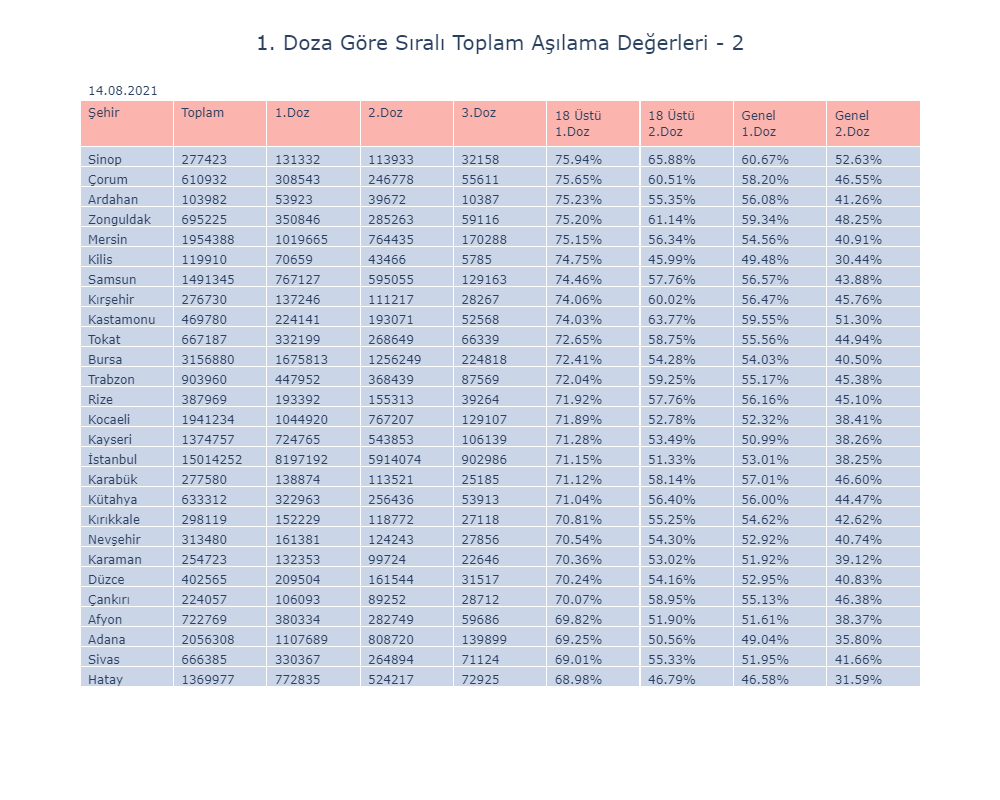 1. Doza Göre Sıralı Toplam Aşılama Değerleri - 2
14.08.2021
Şehir Toplam 1.Doz 2.Doz 3.Doz 18 Üstü 1.Doz 18 Üstü 2.Doz Genel 1.Doz Genel 2.Doz
Sinop 277423 131332 113933 32158 75.94% 65.88% 60.67% 52.63%
Çorum 610932 308543 246778 55611 75.65% 60.51% 58.20% 46.55%
Ardahan 103982 53923 39672 10387 75.23% 55.35% 56.08% 41.26%
Zonguldak 695225 350846 285263 59116 75.20% 61.14% 59.34% 48.25%
Mersin 1954388 1019665 764435 170288 75.15% 56.34% 54.56% 40.91%
Kilis 119910 70659 43466 5785 74.75% 45.99% 49.48% 30.44%
Samsun 1491345 767127 595055 129163 74.46% 57.76% 56.57% 43.88%
Kırşehir 276730 137246 111217 28267 74.06% 60.02% 56.47% 45.76%
Kastamonu 469780 224141 193071 52568 74.03% 63.77% 59.55% 51.30%
Tokat 667187 332199 268649 66339 72.65% 58.75% 55.56% 44.94%
Bursa 3156880 1675813 1256249 224818 72.41% 54.28% 54.03% 40.50%
Trabzon 903960 447952 368439 87569 72.04% 59.25% 55.17% 45.38%
Rize 387969 193392 155313 39264 71.92% 57.76% 56.16% 45.10%
Kocaeli 1941234 1044920 767207 129107 71.89% 52.78% 52.32% 38.41%
Kayseri 1374757 724765 543853 106139 71.28% 53.49% 50.99% 38.26%
İstanbul 15014252 8197192 5914074 902986 71.15% 51.33% 53.01% 38.25%
Karabük 277580 138874 113521 25185 71.12% 58.14% 57.01% 46.60%
Kütahya 633312 322963 256436 53913 71.04% 56.40% 56.00% 44.47%
Kırıkkale 298119 152229 118772 27118 70.81% 55.25% 54.62% 42.62%
Nevşehir 313480 161381 124243 27856 70.54% 54.30% 52.92% 40.74%
Karaman 254723 132353 99724 22646 70.36% 53.02% 51.92% 39.12%
Düzce 402565 209504 161544 31517 70.24% 54.16% 52.95% 40.83%
Çankırı 224057 106093 89252 28712 70.07% 58.95% 55.13% 46.38%
Afyon 722769 380334 282749 59686 69.82% 51.90% 51.61% 38.37%
Adana 2056308 1107689 808720 139899 69.25% 50.56% 49.04% 35.80%
Sivas 666385 330367 264894 71124 69.01% 55.33% 51.95% 41.66%
Hatay 1369977 772835 524217 72925 68.98% 46.79% 46.58% 31.59%